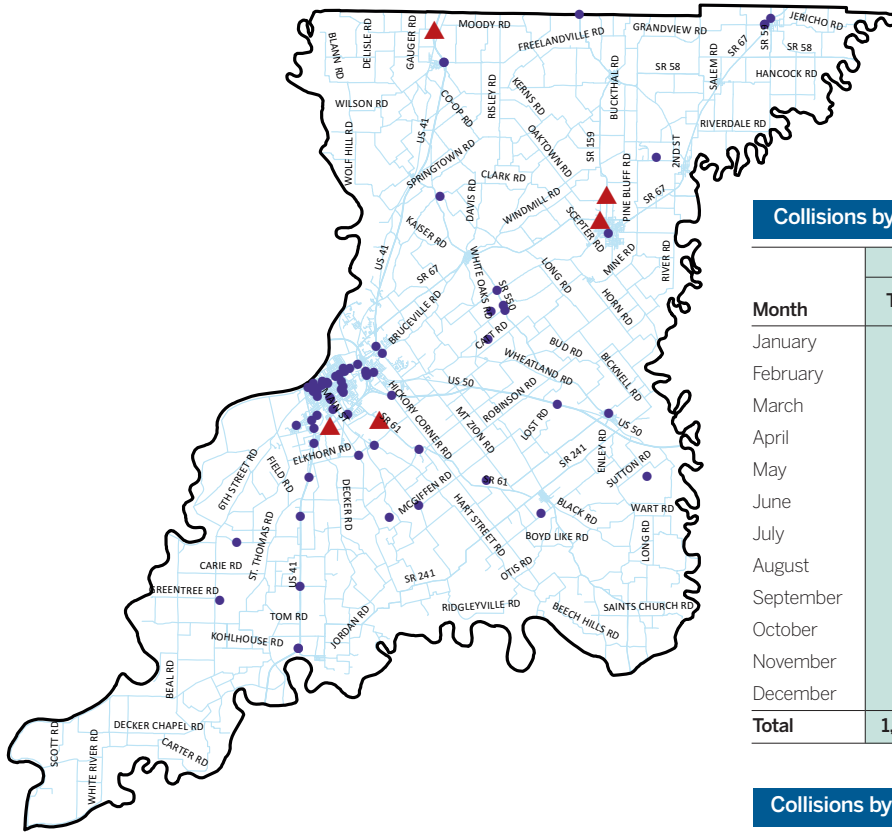 MOODY RD
GRANDVIEW RD
JERICHO RD
FREELANDVILLE RD
SR 59
SR 67
SR 58
BLANN RD
DELISLE RD
GAUGER RD
SR 58
SALEM RD
HANCOCK RD
WILSON RD
CO-OP RD
RISLEY RD
KERNS RD
BUCKTHAL RD
RIVERDALE RD
US 41
OAKTOWN RD
WOLF HILL RD
SPRINGTOWN RD
SR 159
2ND ST
CLARK RD
PINE BLUFF RD
DAVIS RD
WINDMILL RD
SR 67
SCEPTER RD
KAISER RD
US 41
WHITE OAKS RD
LONG RD
MINE RD
RIVER RD
SR 67
SR 550
HORN RD
BRUCEVILLE RD
CART RD
BUD RD
WHEATLAND RD
BICKNELL RD
US 50
HICKORY CORNER RD
ROBINSON RD
MAIN ST
MT ZION RD
LOST RD
US 50
SR 61
ELKHORN RD
SR 241
ENLEY RD
SUTTON RD
6TH STREET RD
FIELD RD
DECKER RD
MCGIFFEN RD
SR 61
HART STREET RD
BLACK RD
WART RD
ST. THOMAS RD
BOYD LIKE RD
LONG RD
CARIE RD
US 41
SR 241
OTIS RD
GREENTREE RD
RIDGLEYVILLE RD
SAINTS CHURCH RD
TOM RD
JORDAN RD
BEECH HILLS RD
KOHLHOUSE RD
BEAL RD
DECKER CHAPEL RD
SCOTT RD
WHITE RIVER RD
CARTER RD
Collisions by
T
Month
January
February
March
April
May
June
July
August
September
October
November
December
Total 1,
Collisions by